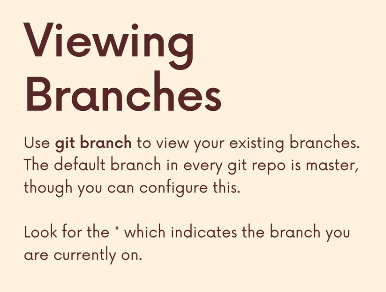 Viewing
Branches
Use git branch to view your existing branches.
The default branch in every git repo is master,
though you can configure this.
Look for the * which indicates the branch you
are currently on.